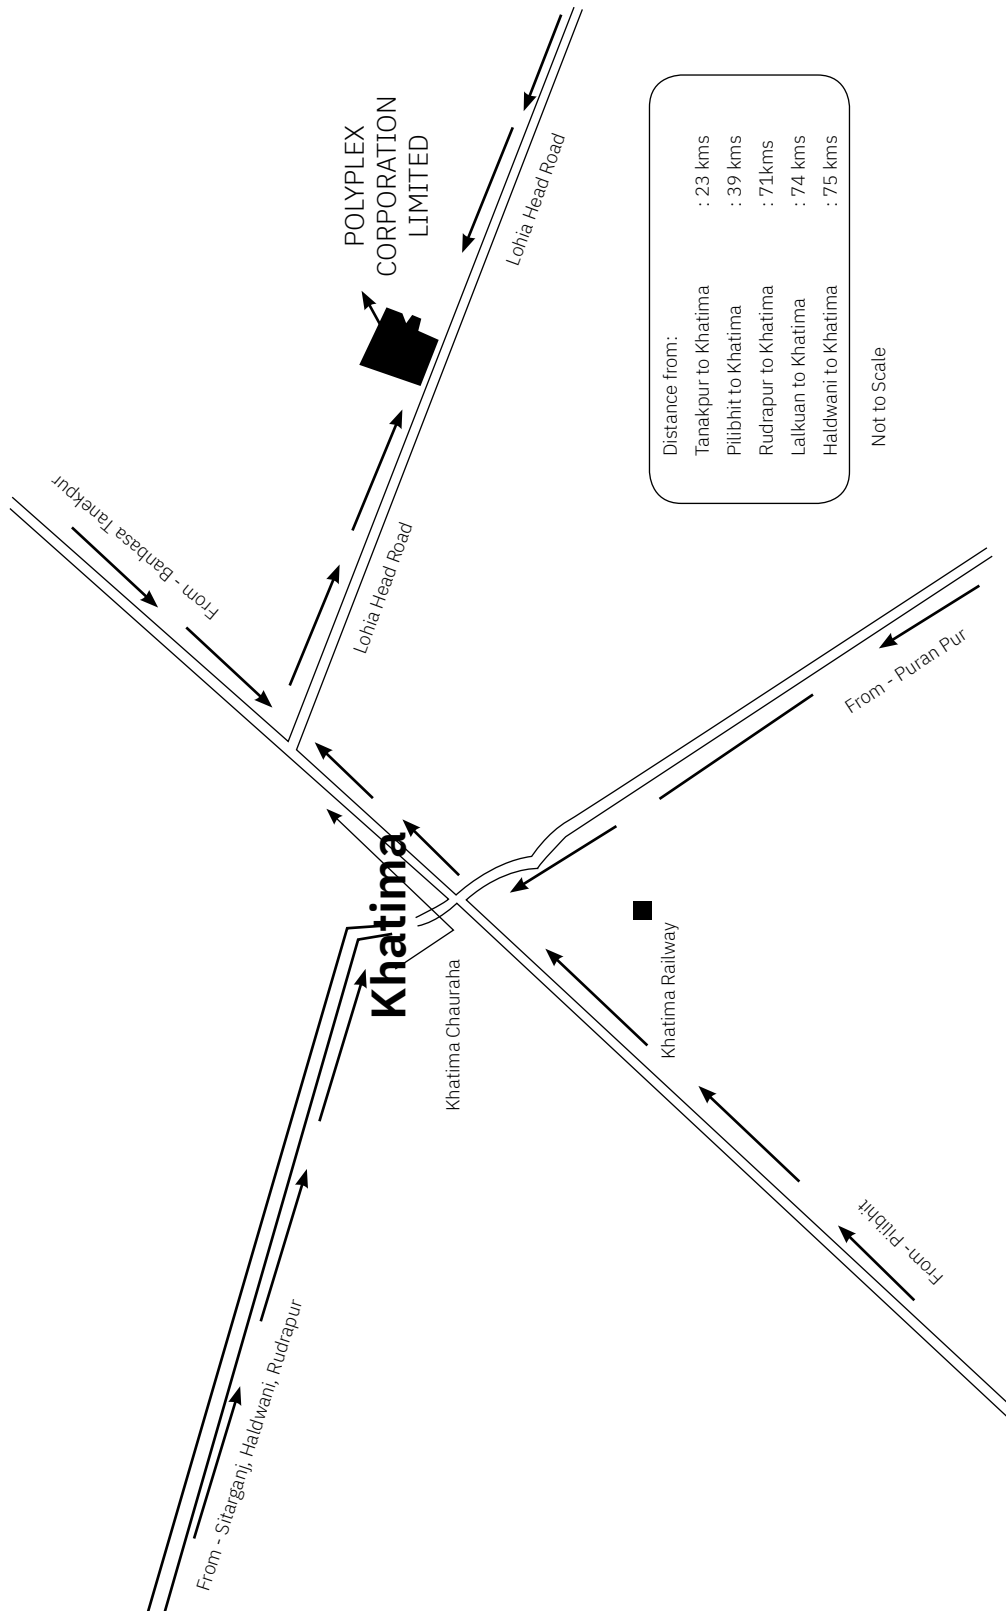 POLYPLEX
CORPORATION
LIMITED
Lohia Head Road
From - Banbasa Tanekpur
Lohia Head Road
Khatima
Khatima Chauraha
From - Sitarganj, Haldwani, Rudrapur
Khatima Railway
From - Puran Pur
From- Pilibhit
Distance from:
Tanakpur to Khatima : 23 kms
Pilibhit to Khatima : 39 kms
Rudrapur to Khatima : 71kms
Lalkuan to Khatima : 74 kms
Haldwani to Khatima : 75 kms
Not to Scale